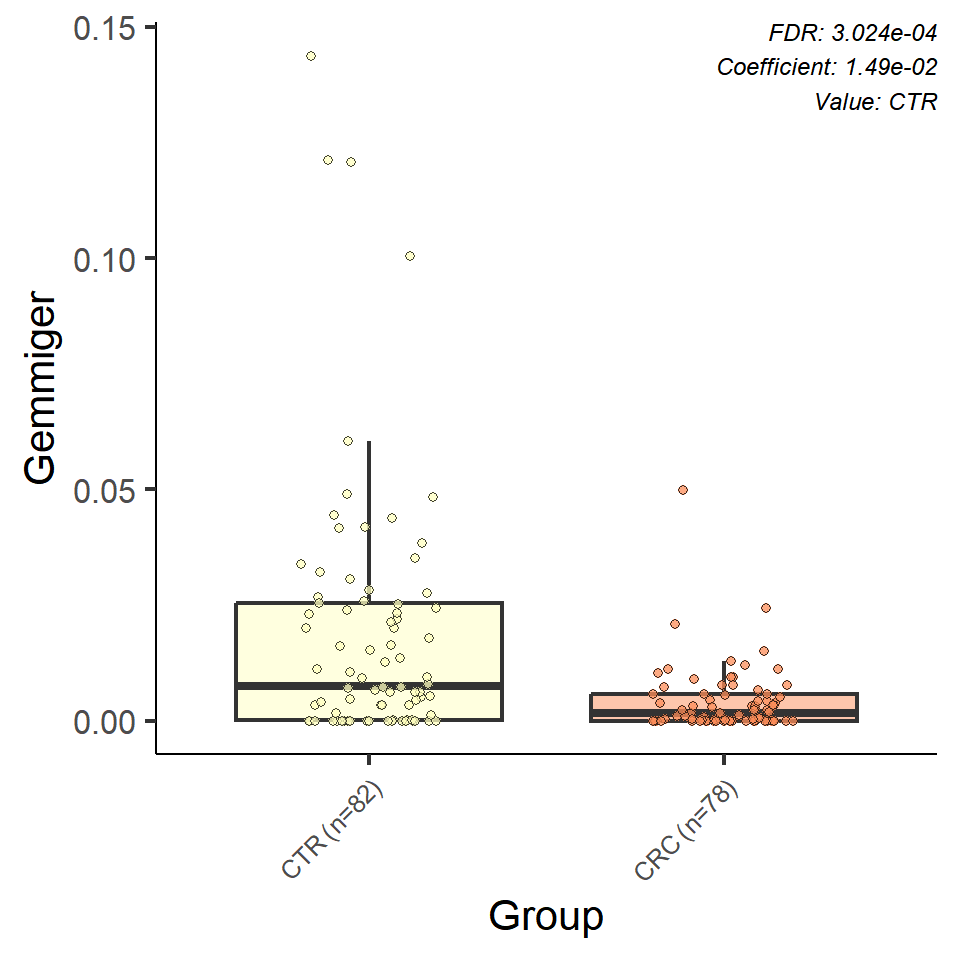 FDR: 3.024e-04
Coefficient: 1.49e-02
Value: CTR
0.15
0.10
0.05
0.00
Gemmiger
CTR (n=82)
CRC (n=78)
Group